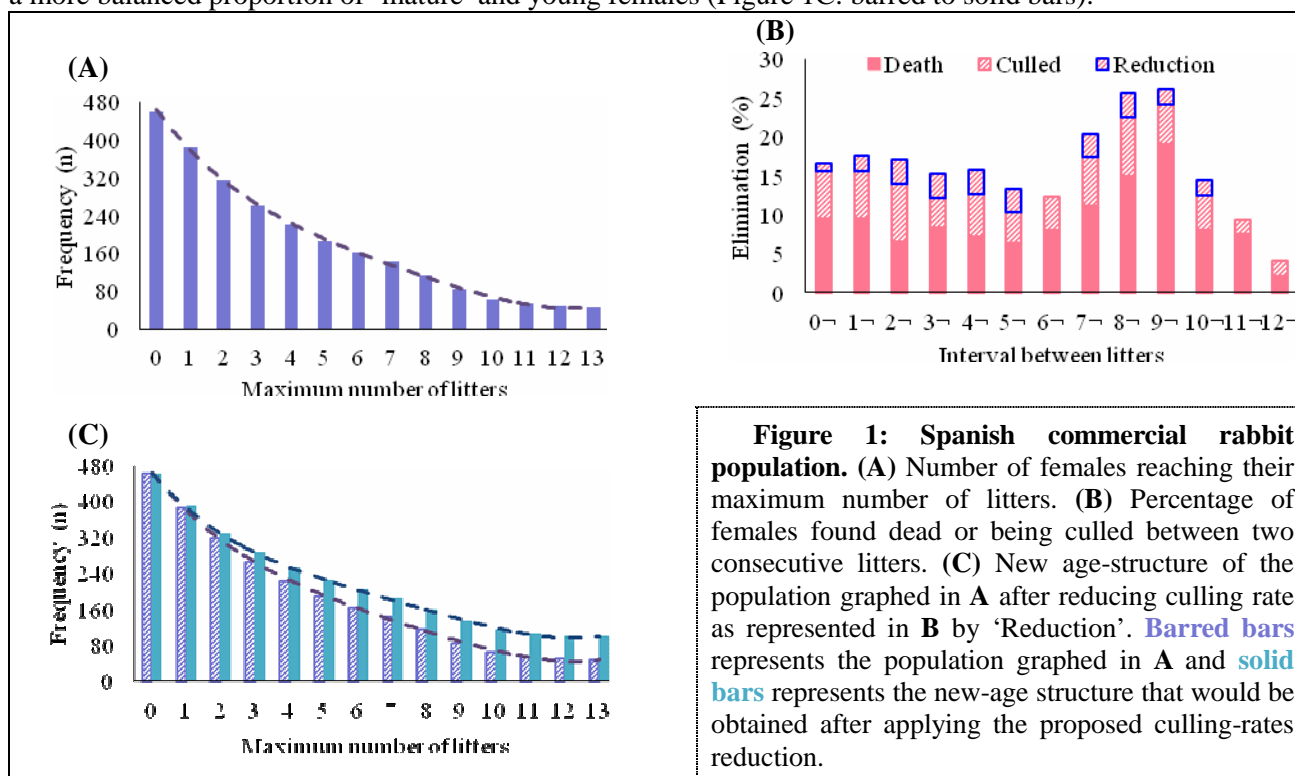 a more balanced proportion of ‘mature’ and young females (Figure 1C: barred to solid bars).
(A)
480
400
320
240
160
80
0
Frequency (n)
0 1 2 3 4 5 6 7 8 9 10 11 12 13
Maximum number of litters
(B)
30
25
20
15
10
5
0
Elimination (%)
Death Culled Reduction
0¬ 1¬ 2¬ 3¬ 4¬ 5¬ 6¬ 7¬ 8¬ 9¬ 10¬ 11¬ 12¬
Interval between litters
(C)
480
400
320
240
160
80
0
Frequency (n)
0 1 2 3 4 5 6 8 9 10 11 12 13
Maximum number of litters
Figure 1: Spanish commercial rabbit
population. (A) Number of females reaching their
maximum number of litters. (B) Percentage of
females found dead or being culled between two
consecutive litters. (C) New age-structure of the
population graphed in A after reducing culling rate
as represented in B by ‘Reduction’. Barred bars
represents the population graphed in A and solid
bars represents the new-age structure that would be
obtained after applying the proposed culling-rates
reduction.